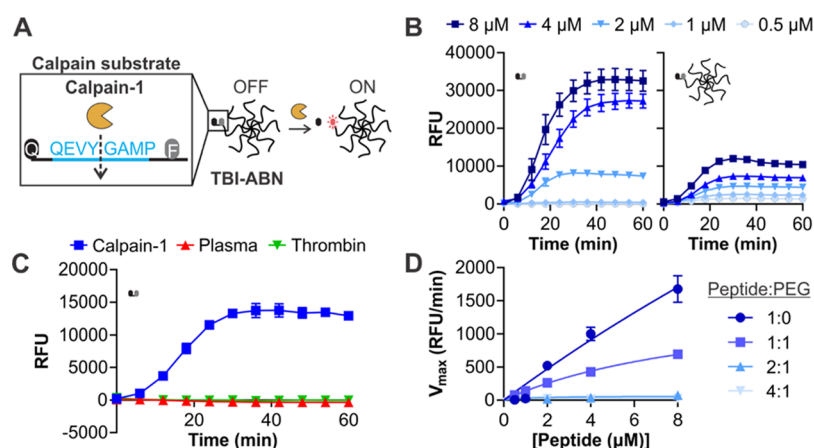 A
Calpain substrate
Calpain-1
Q QEVY GAMP F
OFF
ON
TBI-ABN
B
8 µM 4 µM 2 µM 1 µM 0.5 µM
RFU
40000
30000
20000
10000
0
0 20 40 60
Time (min)
0 20 40 60
Time (min)
C
Calpain-1 Plasma Thrombin
RFU
20000
15000
10000
5000
0
-5000
20 40 60
Time (min)
D
Vmax (RFU/min)
2000
1500
1000
500
0
0 2 4 6 8
[Peptide (µM)]
Peptide:PEG
1:0
1:1
2:1
4:1